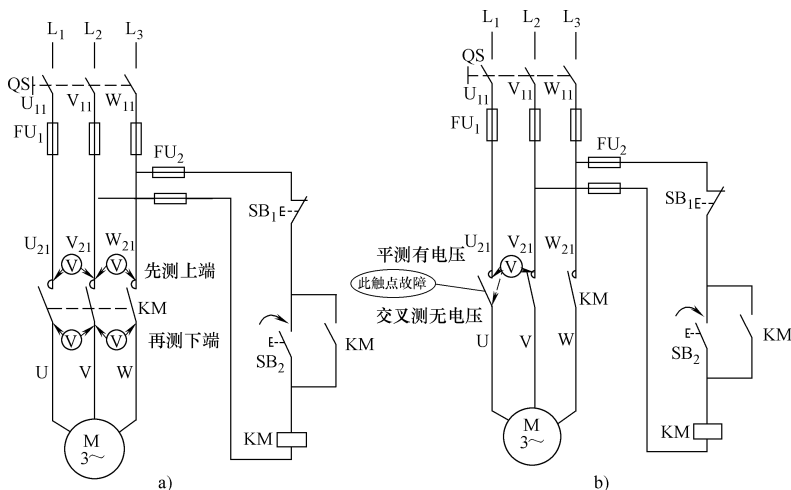 L1 L2 L3
QS
U11 V11 W11
FU1
FU2
SB1
U21 V21 W21
V V
先测上端
KM
V V
再测下端
U V W
SB2
KM
M
3～
KM
a)
L1 L2 L3
QS
U11 V11 W11
FU1
FU2
SB1
U21 V21 W21
平测有电压
V
此触点故障
交叉测无电压
KM
U V W
SB2
KM
M
3～
KM
b)